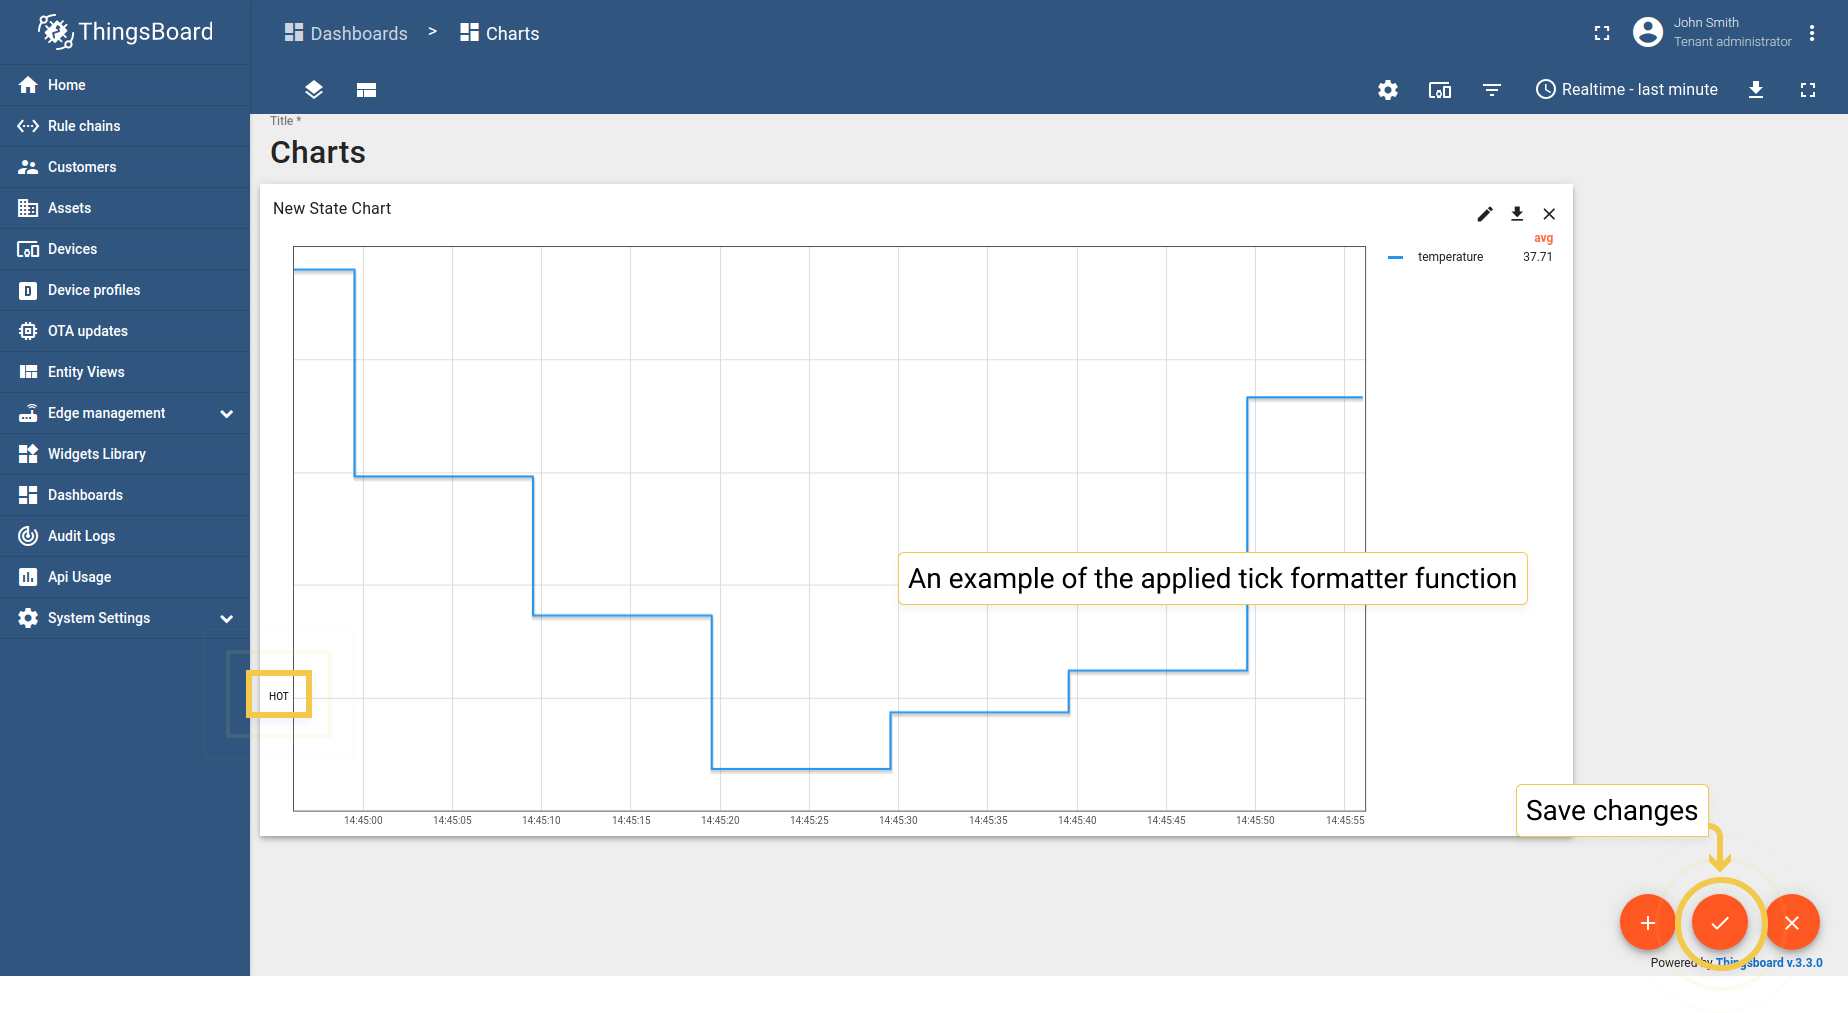 ThingsBoard
Dashboards > Charts
John Smith
Tenant administrator
Realtime - last minute
Home
Rule chains
Customers
Assets
Devices
Device profiles
OTA updates
Entity Views
Edge management
Widgets Library
Dashboards
Audit Logs
Api Usage
System Settings
Title *
Charts
New State Chart
avg
temperature 37.71
An example of the applied tick formatter function
HOT
14:45:00 14:45:05 14:45:10 14:45:15 14:45:20 14:45:25 14:45:30 14:45:35 14:45:40 14:45:45 14:45:50 14:45:55
Save changes
Powered by Thingsboard v.3.3.0